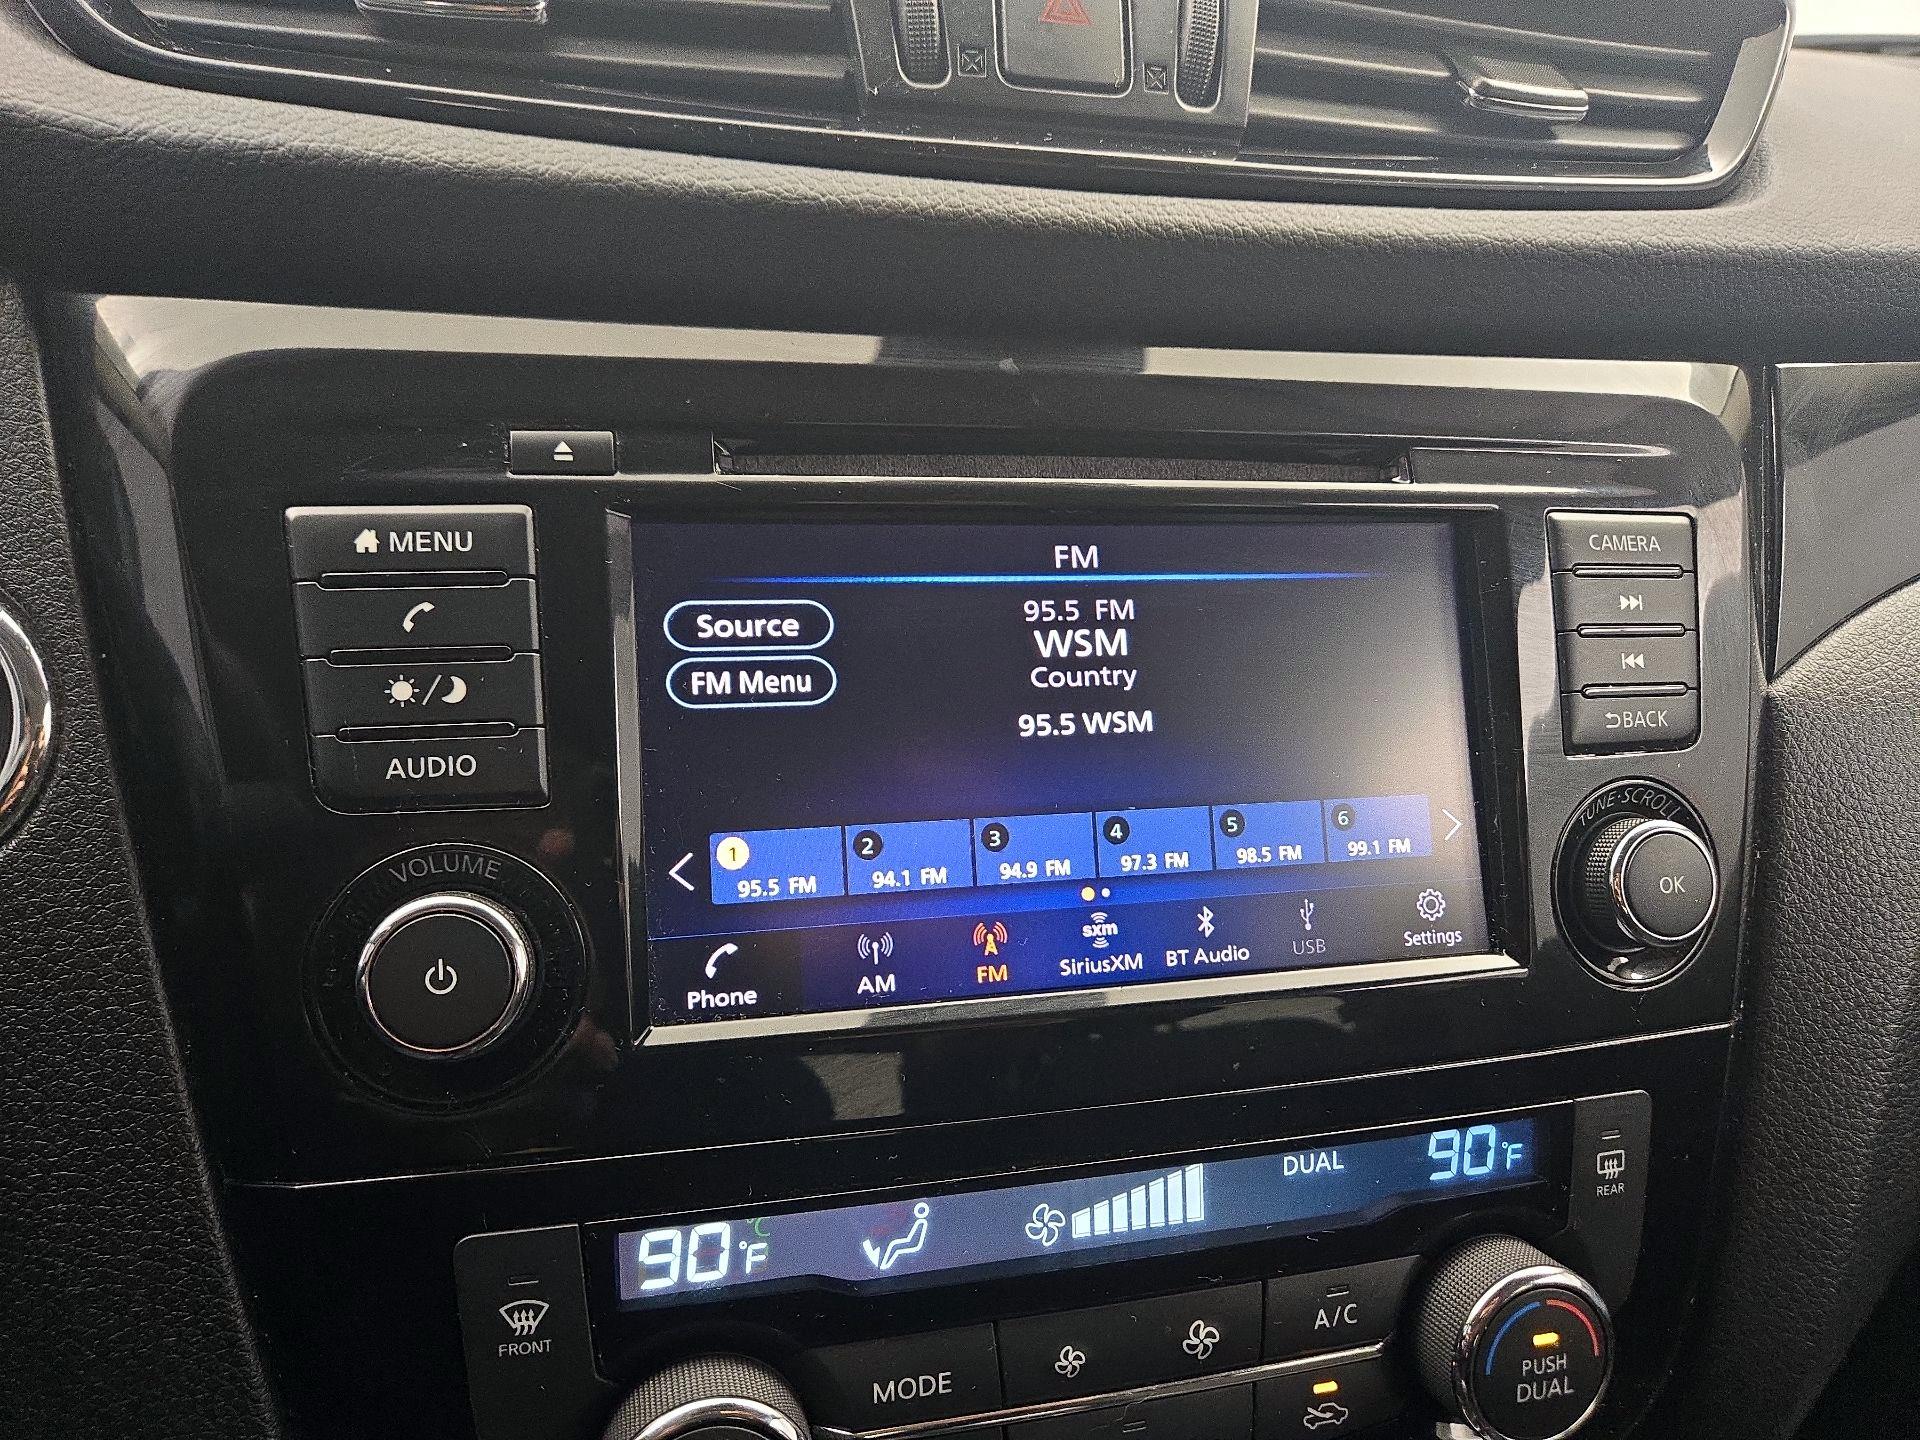 MENU
AUDIO
VOLUME
FM
Source
FM Menu
95.5 FM
WSM
Country
95.5 WSM
1
95.5 FM
2
94.1 FM
3
94.9 FM
4
97.3 FM
5
98.5 FM
6
99.1 FM
Phone
AM
FM
sxm
SiriusXM
BT Audio
USB
Settings
CAMERA
BACK
TUNE·SCROLL
OK
90°F
°C
DUAL
90°F
REAR
FRONT
MODE
A/C
PUSH
DUAL